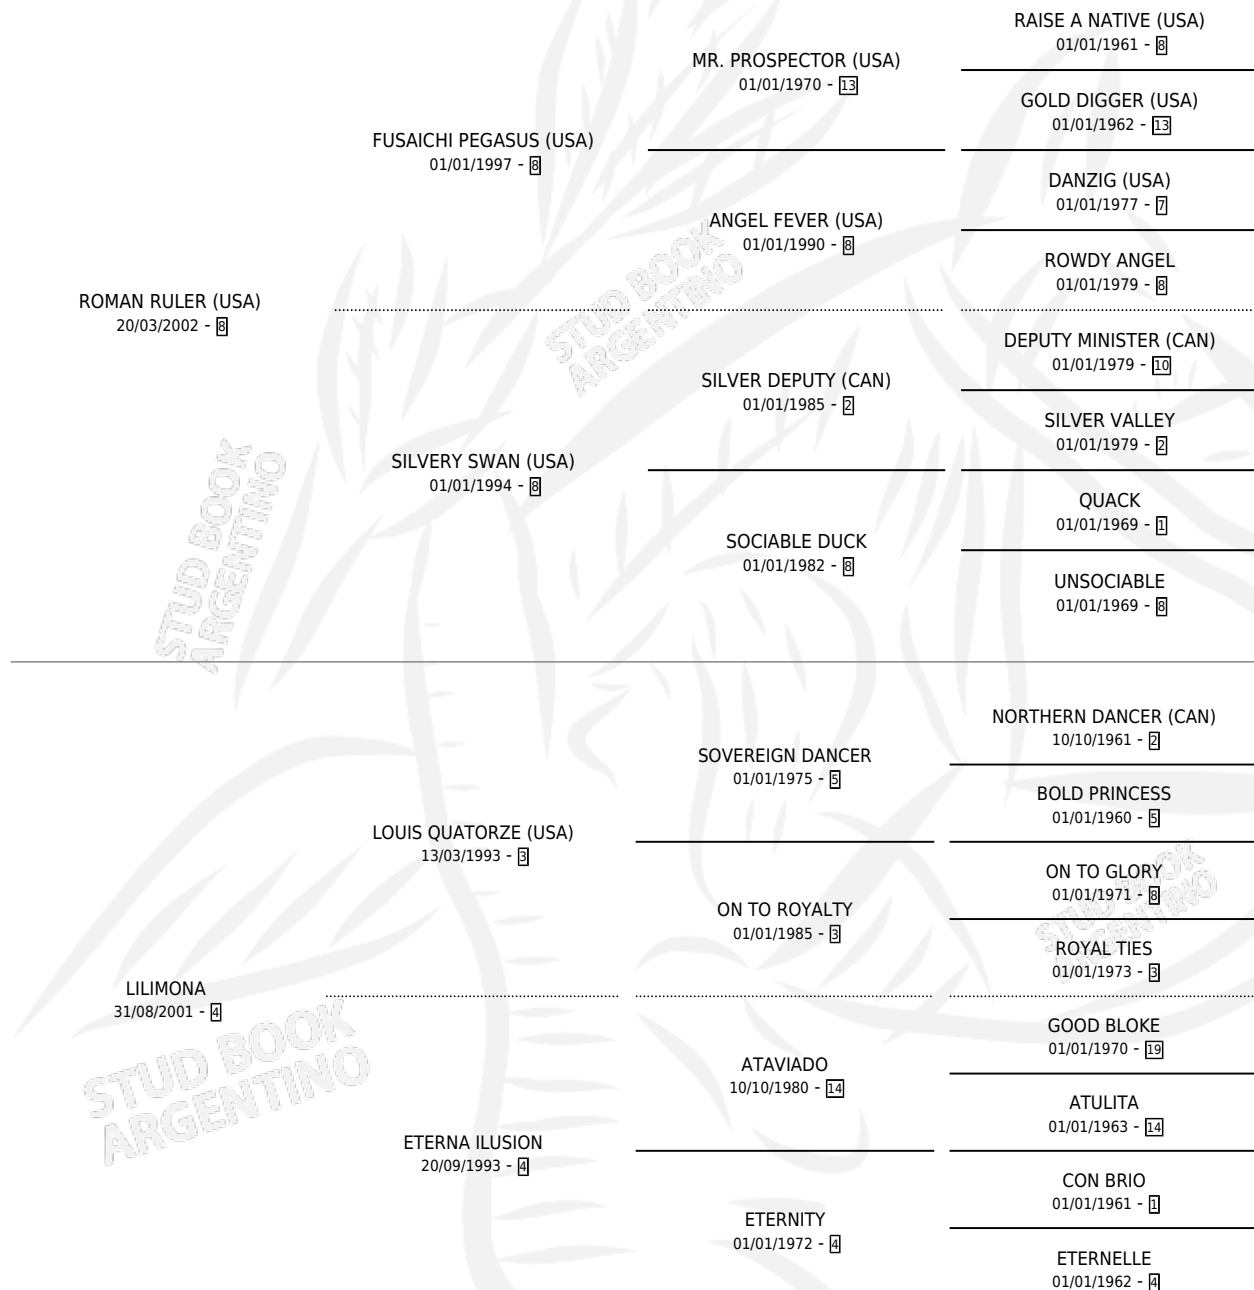 RAISE A NATIVE (USA)
01/01/1961 - 8
MR. PROSPECTOR (USA)
01/01/1970 - 13
GOLD DIGGER (USA)
01/01/1962 - 13
FUSAICHI PEGASUS (USA)
01/01/1997 - 8
DANZIG (USA)
01/01/1977 - 7
ANGEL FEVER (USA)
01/01/1990 - 8
ROWDY ANGEL
01/01/1979 - 8
ROMAN RULER (USA)
20/03/2002 - 8
DEPUTY MINISTER (CAN)
01/01/1979 - 10
SILVER DEPUTY (CAN)
01/01/1985 - 2
SILVER VALLEY
01/01/1979 - 2
SILVERY SWAN (USA)
01/01/1994 - 8
QUACK
01/01/1969 - 1
SOCIABLE DUCK
01/01/1982 - 8
UNSOCIABLE
01/01/1969 - 8
STUD BOOK
ARGENTINO
STUD BOOK
ARGENTINO
NORTHERN DANCER (CAN)
10/10/1961 - 2
SOVEREIGN DANCER
01/01/1975 - 5
BOLD PRINCESS
01/01/1960 - 5
LOUIS QUATORZE (USA)
13/03/1993 - 3
ON TO GLORY
01/01/1971 - 8
ON TO ROYALTY
01/01/1985 - 3
ROYAL TIES
01/01/1973 - 3
STUD BOOK
ARGENTINO
LILIMONA
31/08/2001 - 4
GOOD BLOKE
01/01/1970 - 19
ATAVIADO
10/10/1980 - 14
ATULITA
01/01/1963 - 14
ETERNA ILUSION
20/09/1993 - 4
CON BRIO
01/01/1961 - 1
ETERNITY
01/01/1972 - 4
ETERNELLE
01/01/1962 - 4
STUD BOOK
ARGENTINO